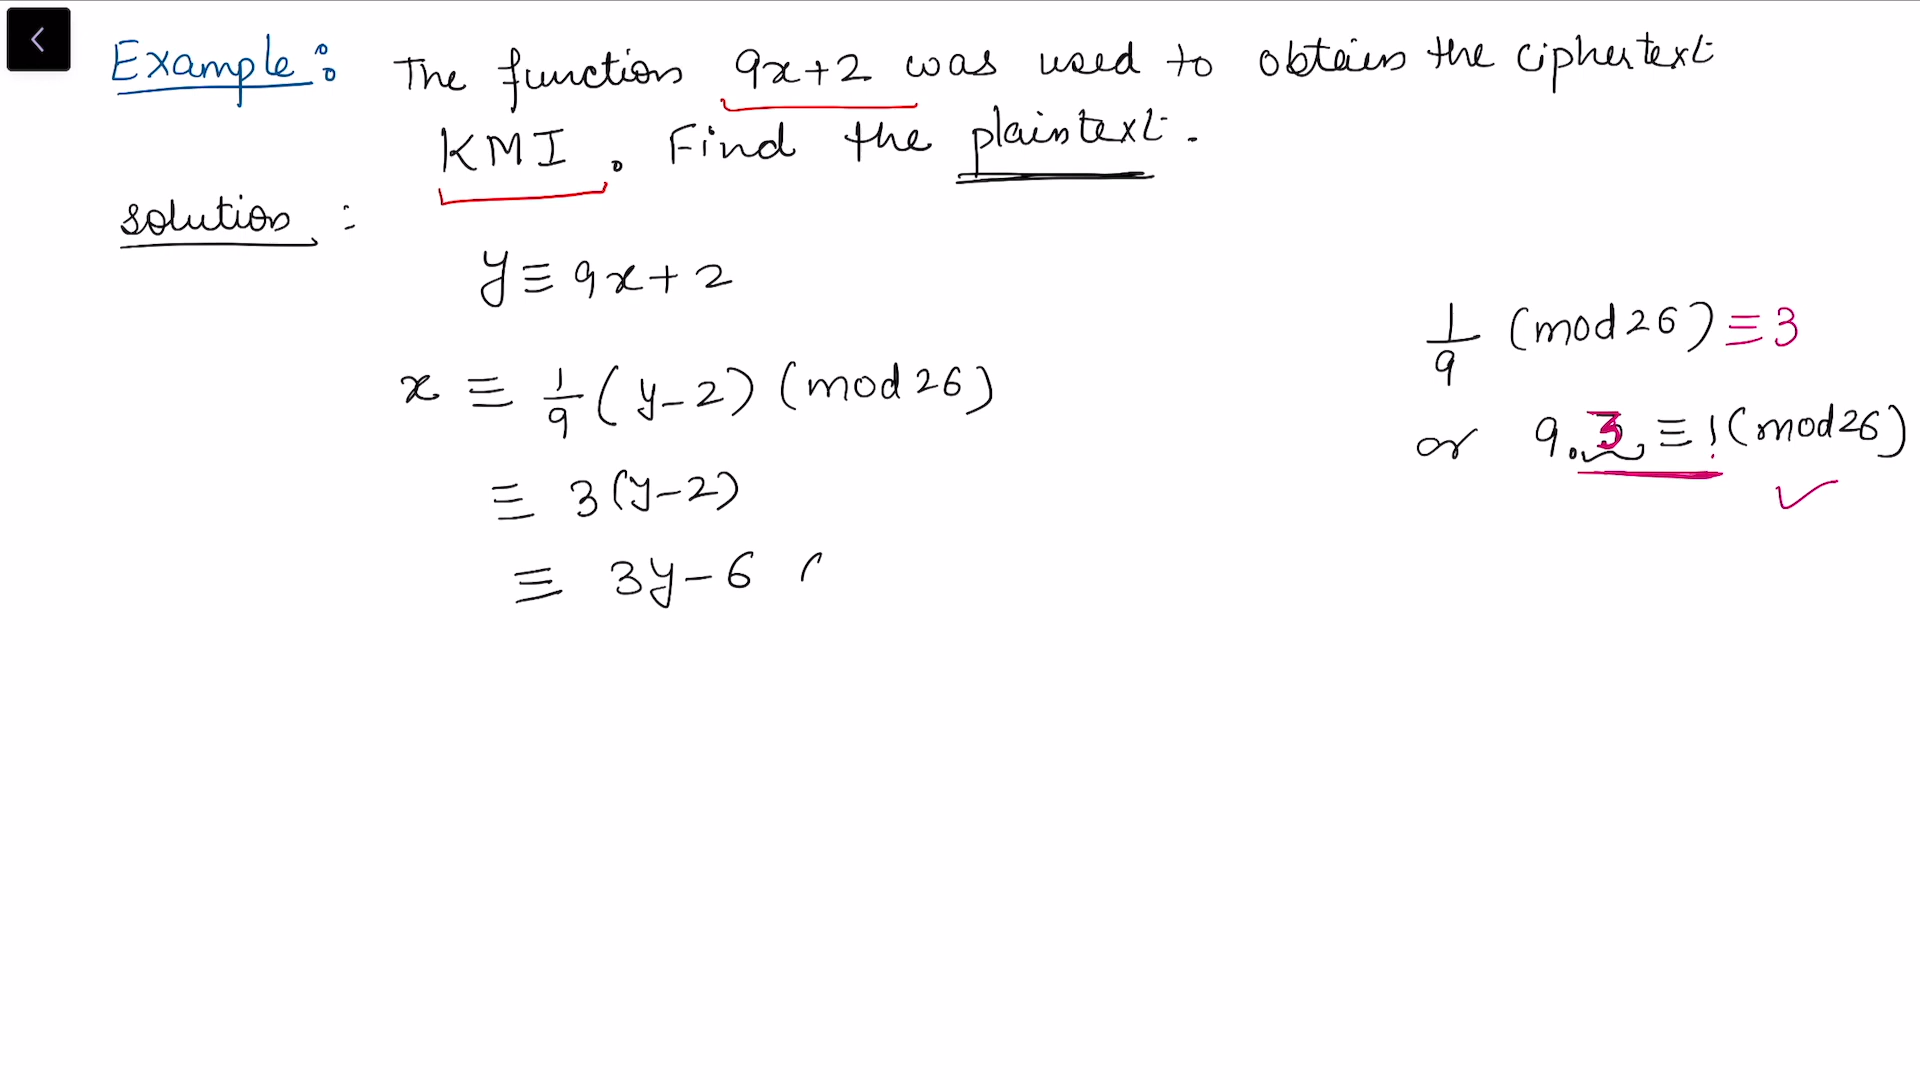 Example: The function 9x+2 was used to obtain the ciphertext
KMI. Find the plaintext.
solution:
y ≡ 9x+2
1/9 (mod 26) ≡ 3
x ≡ 1/9 (y-2) (mod 26)
or 9.3 ≡ 1 (mod 26)
≡ 3(y-2)
≡ 3y-6 (